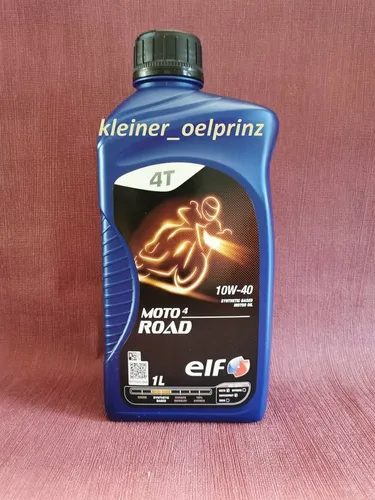 kleiner_oelprinz
4T
10W-40
SYNTHETIC BASED
MOTOR OIL
MOTO 4
ROAD
elf
1L